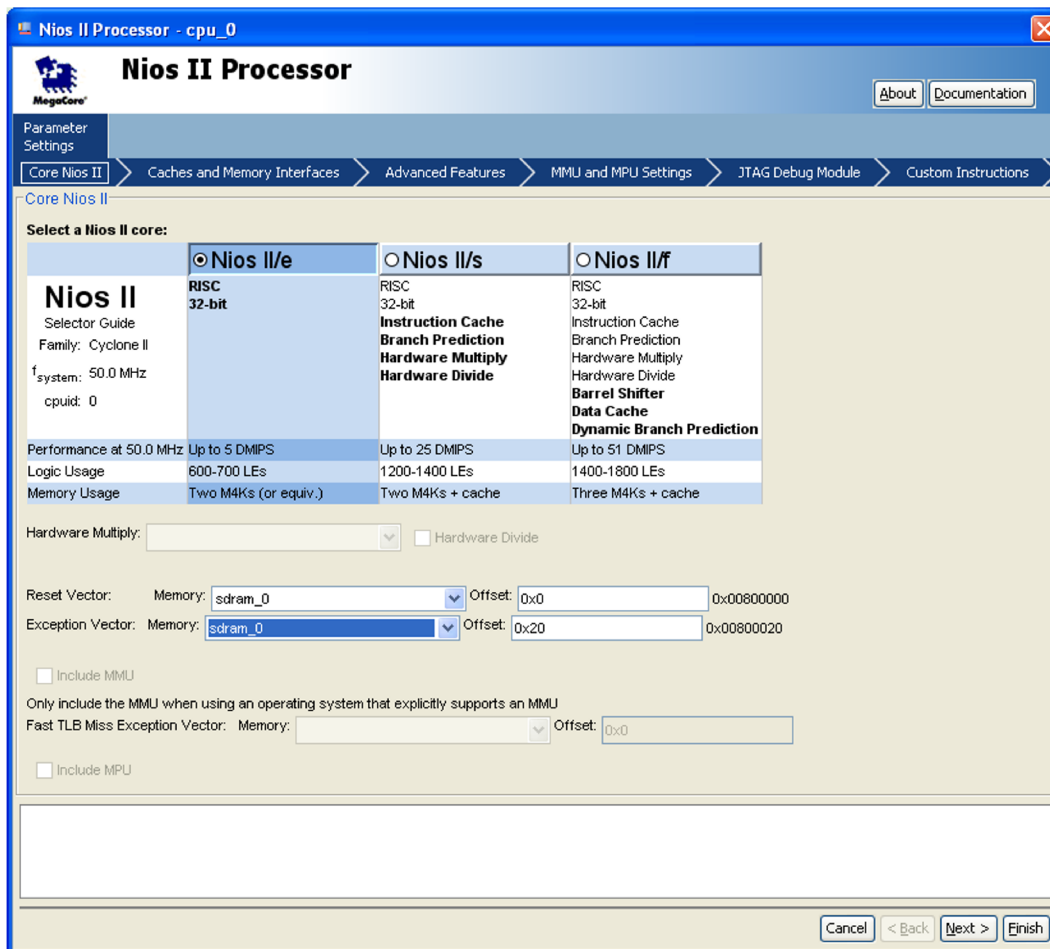 Nios II Processor - cpu_0
MegaCore®
Nios II Processor
About
Documentation
Parameter
Settings
Core Nios II
Caches and Memory Interfaces
Advanced Features
MMU and MPU Settings
JTAG Debug Module
Custom Instructions
Core Nios II
Select a Nios II core:
Nios II/e
Nios II/s
Nios II/f
Nios II
Selector Guide
Family: Cyclone II
fsystem: 50.0 MHz
cpuid: 0
RISC
32-bit
RISC
32-bit
Instruction Cache
Branch Prediction
Hardware Multiply
Hardware Divide
RISC
32-bit
Instruction Cache
Branch Prediction
Hardware Multiply
Hardware Divide
Barrel Shifter
Data Cache
Dynamic Branch Prediction
Performance at 50.0 MHz Up to 5 DMIPS Up to 25 DMIPS Up to 51 DMIPS
Logic Usage 600-700 LEs 1200-1400 LEs 1400-1800 LEs
Memory Usage Two M4Ks (or equiv.) Two M4Ks + cache Three M4Ks + cache
Hardware Multiply: Hardware Divide
Reset Vector: Memory: sdram_0 Offset: 0x0 0x00800000
Exception Vector: Memory: sdram_0 Offset: 0x20 0x00800020
Include MMU
Only include the MMU when using an operating system that explicitly supports an MMU
Fast TLB Miss Exception Vector: Memory: Offset: 0x0
Include MPU
Cancel < Back Next > Finish